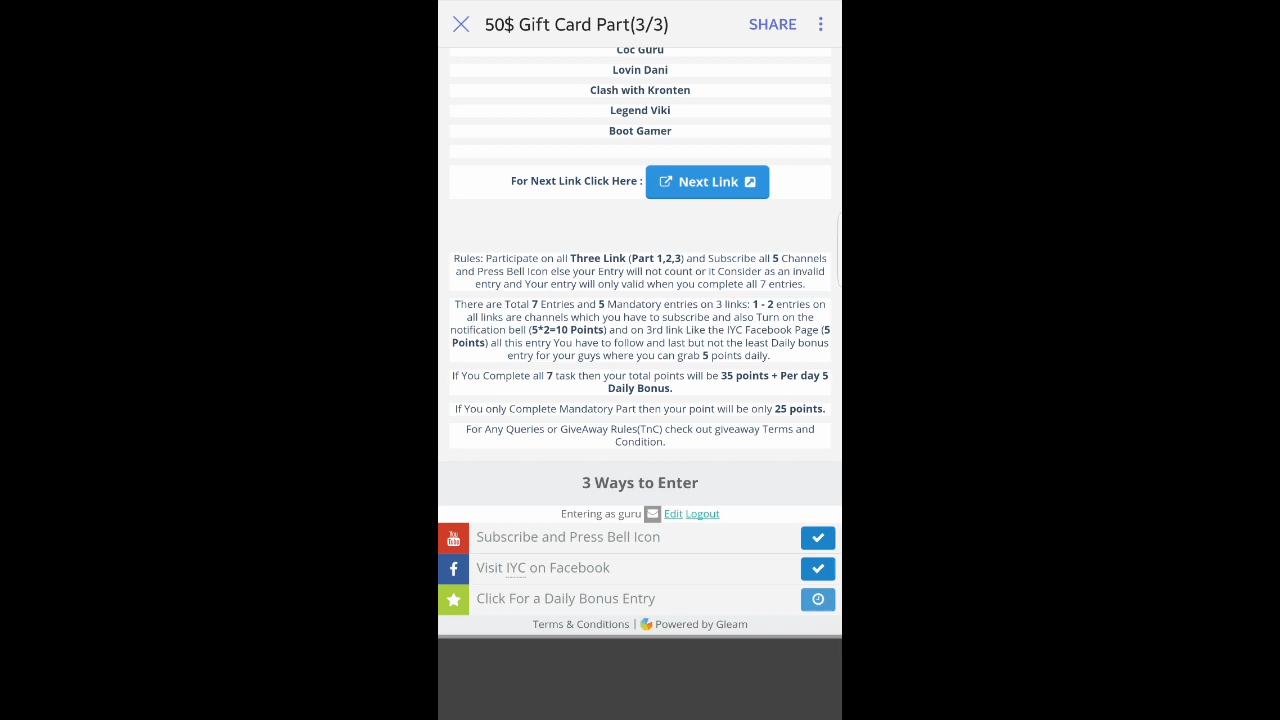 50$ Gift Card Part(3/3)
SHARE
Coc Guru
Lovin Dani
Clash with Kronten
Legend Viki
Boot Gamer
For Next Link Click Here : Next Link
Rules: Participate on all Three Link (Part 1,2,3) and Subscribe all 5 Channels
and Press Bell Icon else your Entry will not count or it Consider as an invalid
entry and Your entry will only valid when you complete all 7 entries.
There are Total 7 Entries and 5 Mandatory entries on 3 links: 1 - 2 entries on
all links are channels which you have to subscribe and also Turn on the
notification bell (5*2=10 Points) and on 3rd link Like the IYC Facebook Page (5
Points) all this entry You have to follow and last but not the least Daily bonus
entry for your guys where you can grab 5 points daily.
If You Complete all 7 task then your total points will be 35 points + Per day 5
Daily Bonus.
If You only Complete Mandatory Part then your point will be only 25 points.
For Any Queries or GiveAway Rules(TnC) check out giveaway Terms and
Condition.
3 Ways to Enter
Entering as guru Edit Logout
You Tube Subscribe and Press Bell Icon
Visit IYC on Facebook
Click For a Daily Bonus Entry
Terms & Conditions | Powered by Gleam